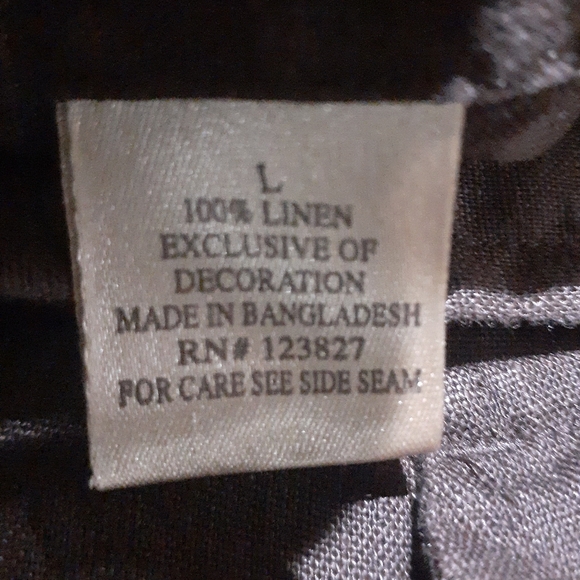 L
100% LINEN
EXCLUSIVE OF
DECORATION
MADE IN BANGLADESH
RN# 123827
FOR CARE SEE SIDE SEAM